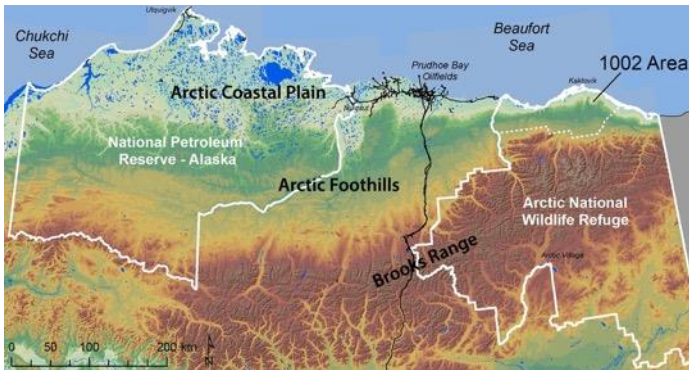 Utqiagvik
Chukchi
Sea
Beaufort
Sea
1002 Area
Prudhoe Bay
Oilfields
Kaktovik
Arctic Coastal Plain
Nuiqsut
National Petroleum
Reserve - Alaska
Arctic Foothills
Arctic National
Wildlife Refuge
Brooks Range
Arctic Village
0 50 100 200 km
N